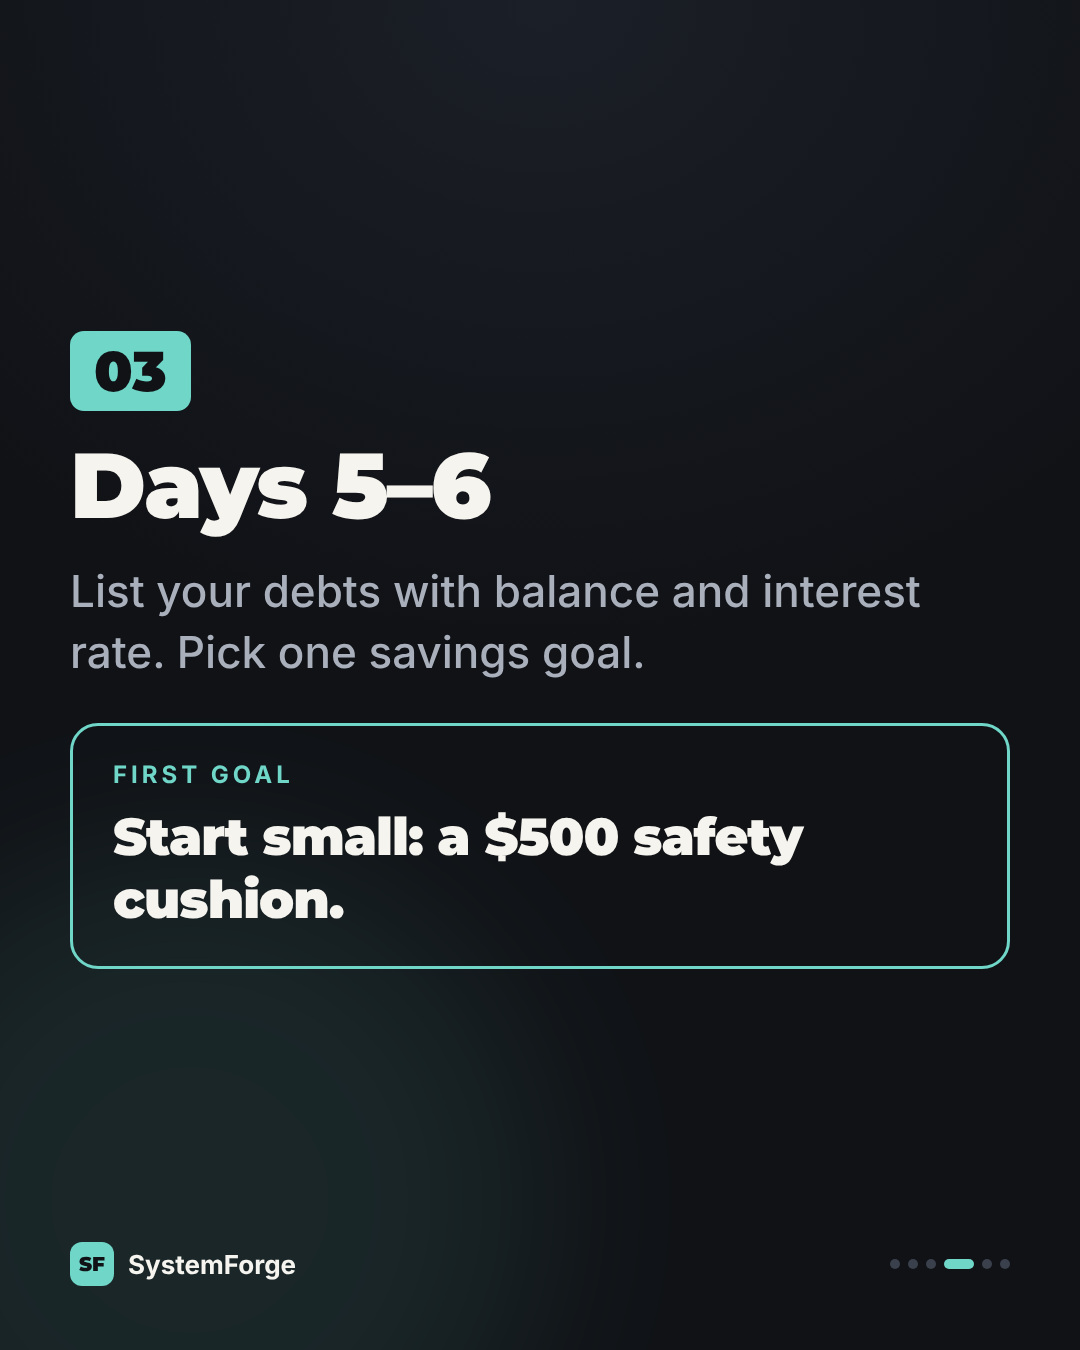 03
Days 5–6
List your debts with balance and interest
rate. Pick one savings goal.
FIRST GOAL
Start small: a $500 safety
cushion.
SF SystemForge